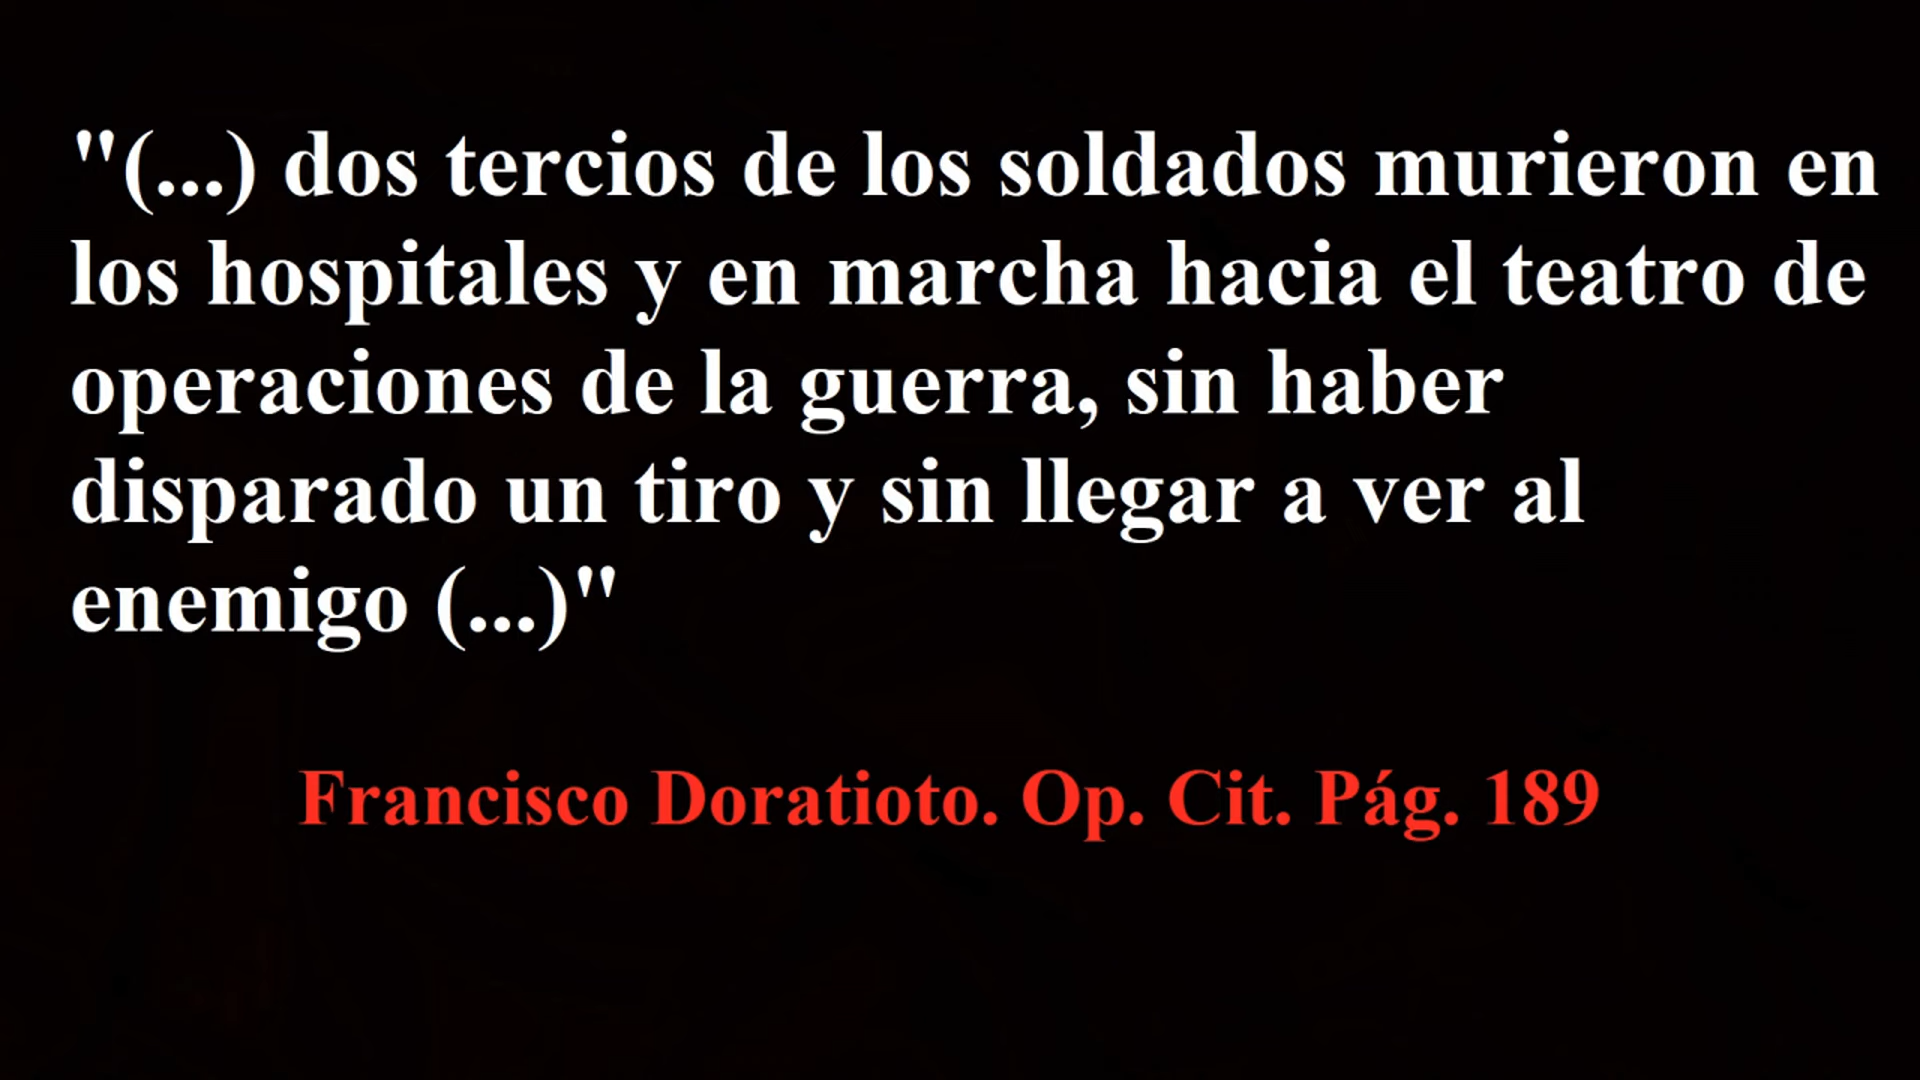 "(...) dos tercios de los soldados murieron en
los hospitales y en marcha hacia el teatro de
operaciones de la guerra, sin haber
disparado un tiro y sin llegar a ver al
enemigo (...)"
Francisco Doratioto. Op. Cit. Pág. 189